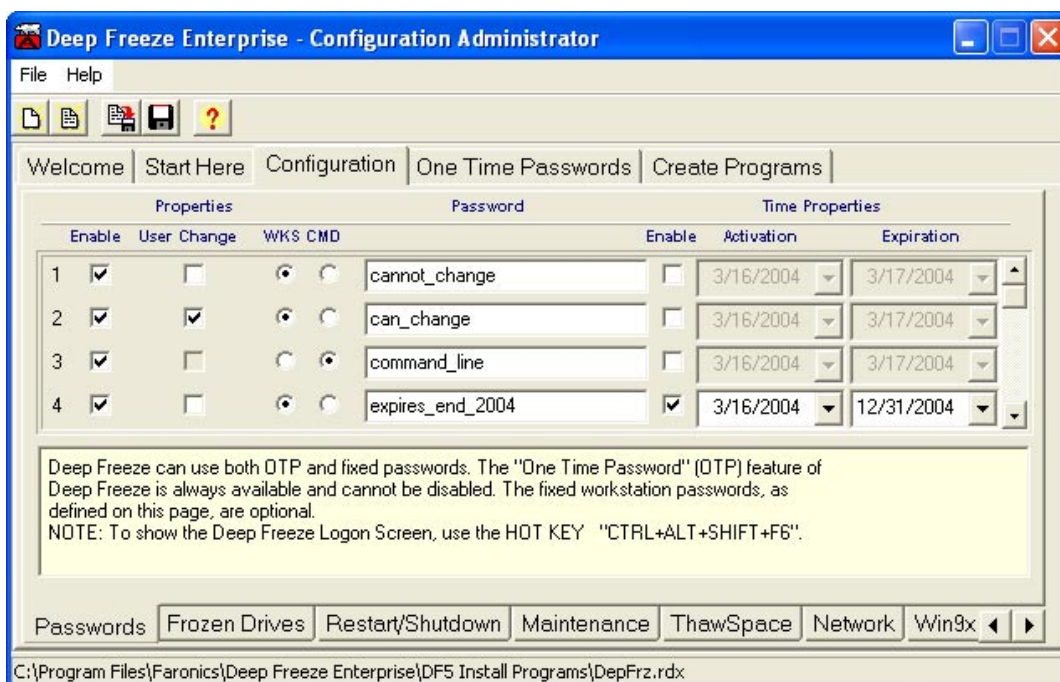 Deep Freeze Enterprise - Configuration Administrator
File Help
?
Welcome Start Here Configuration One Time Passwords Create Programs
Properties Password Time Properties
Enable User Change WKS CMD Enable Activation Expiration
1 cannot_change 3/16/2004 3/17/2004
2 can_change 3/16/2004 3/17/2004
3 command_line 3/16/2004 3/17/2004
4 expires_end_2004 3/16/2004 12/31/2004
Deep Freeze can use both OTP and fixed passwords. The "One Time Password" (OTP) feature of
Deep Freeze is always available and cannot be disabled. The fixed workstation passwords, as
defined on this page, are optional.
NOTE: To show the Deep Freeze Logon Screen, use the HOT KEY "CTRL+ALT+SHIFT+F6".
Passwords Frozen Drives Restart/Shutdown Maintenance ThawSpace Network Win9x
C:\Program Files\Faronics\Deep Freeze Enterprise\DF5 Install Programs\DepFrz.rdx